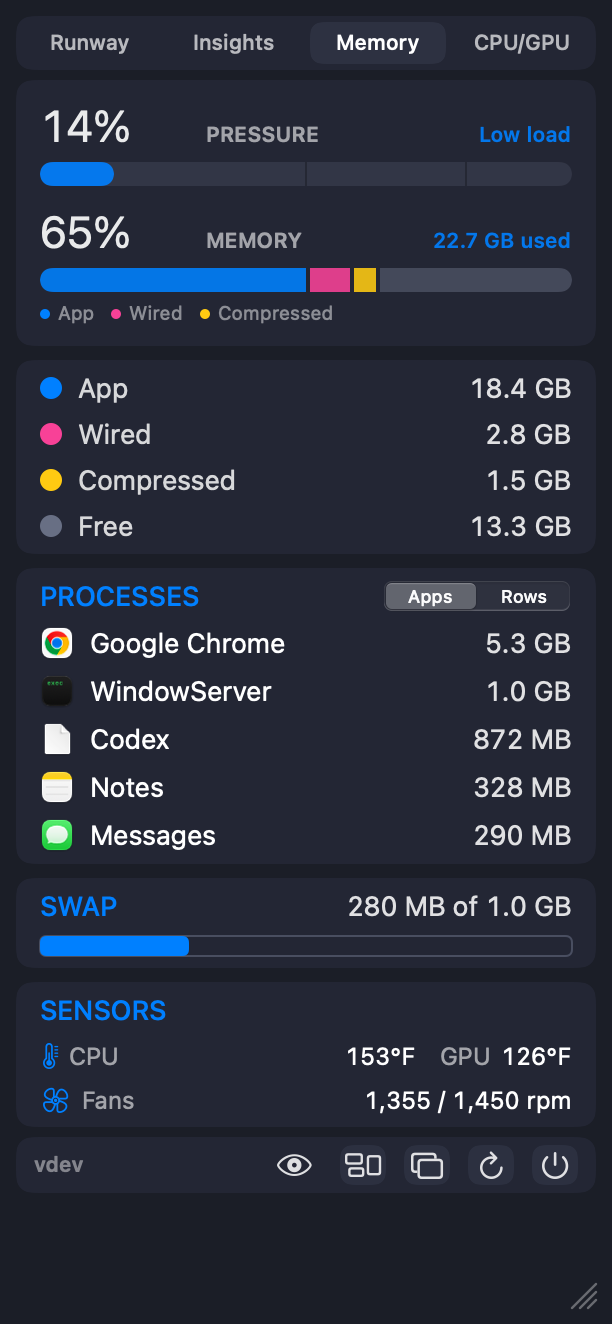 Runway Insights Memory CPU/GPU
14% PRESSURE Low load
65% MEMORY 22.7 GB used
App Wired Compressed
App 18.4 GB
Wired 2.8 GB
Compressed 1.5 GB
Free 13.3 GB
PROCESSES Apps Rows
Google Chrome 5.3 GB
exec
WindowServer 1.0 GB
Codex 872 MB
Notes 328 MB
Messages 290 MB
SWAP 280 MB of 1.0 GB
SENSORS
CPU 153°F GPU 126°F
Fans 1,355 / 1,450 rpm
vdev